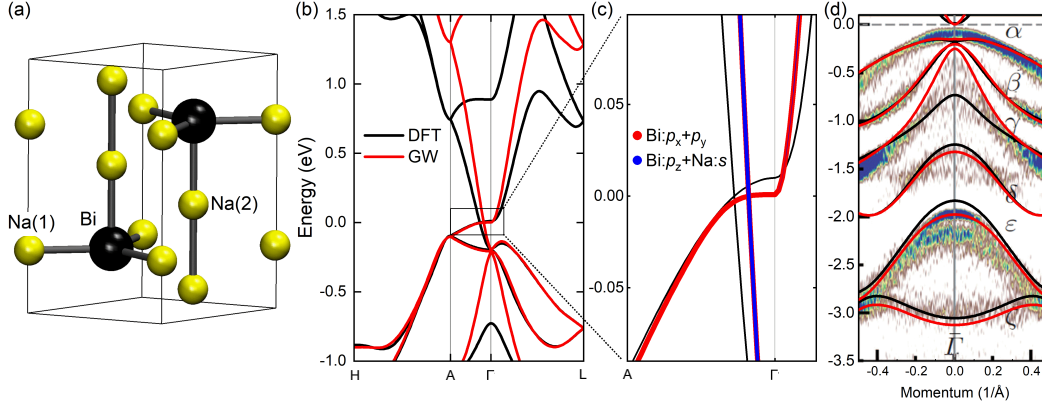 (a)
Na(1)
Bi
Na(2)
(b)
Energy (eV)
1.5
1.0
0.5
0.0
-0.5
-1.0
DFT
GW
H
A
Γ
L
(c)
0.05
0.00
-0.05
Bi:px+py
Bi:pz+Na:s
A
Γ
(d)
0.0
-0.5
-1.0
-1.5
-2.0
-2.5
-3.0
-3.5
α
β
γ
δ
ε
ζ
Γ̄
-0.4
-0.2
0.0
0.2
0.4
Momentum (1/Å)